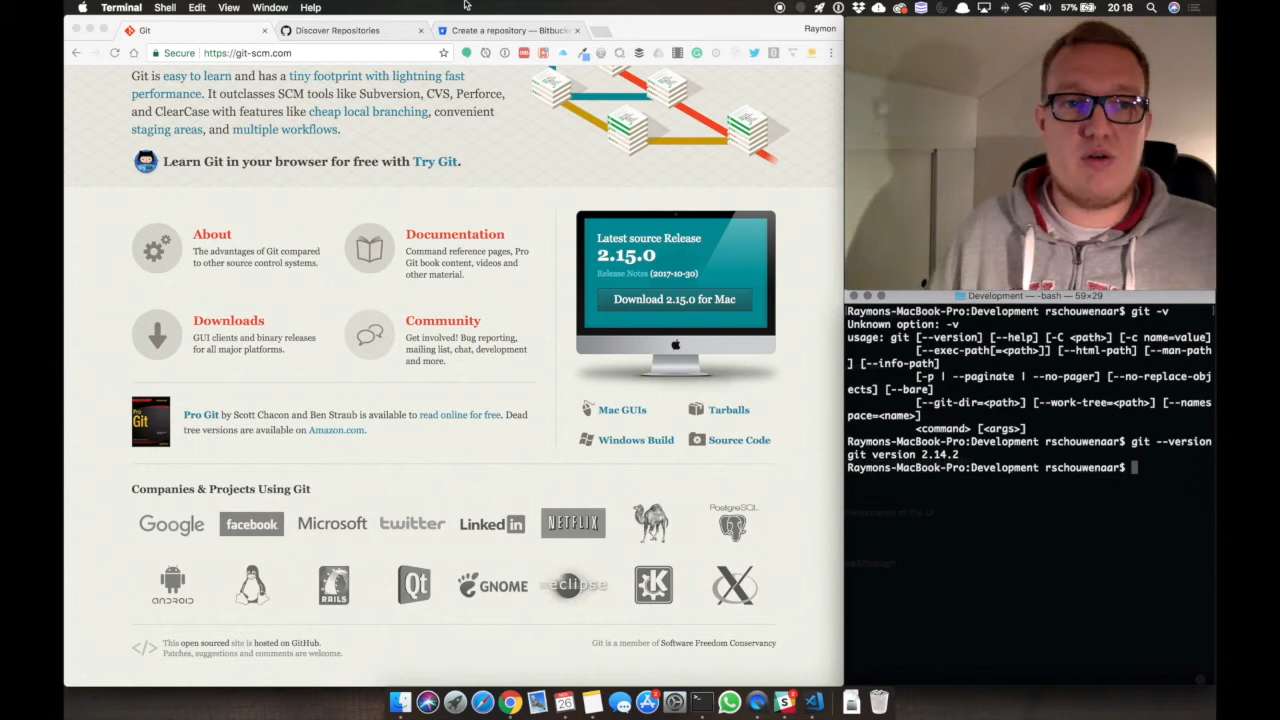 Terminal Shell Edit View Window Help
57% 20 18
Git
Discover Repositories
Create a repository — Bitbuck
Raymon
Secure https://git-scm.com
Git is easy to learn and has a tiny footprint with lightning fast
performance. It outclasses SCM tools like Subversion, CVS, Perforce,
and ClearCase with features like cheap local branching, convenient
staging areas, and multiple workflows.
Learn Git in your browser for free with Try Git.
About
The advantages of Git compared
to other source control systems.
Documentation
Command reference pages, Pro
Git book content, videos and
other material.
Downloads
GUI clients and binary releases
for all major platforms.
Community
Get involved! Bug reporting,
mailing list, chat, development
and more.
Latest source Release
2.15.0
Release Notes (2017-10-30)
Download 2.15.0 for Mac
Mac GUIs
Tarballs
Windows Build
Source Code
Pro
Git
Pro Git by Scott Chacon and Ben Straub is available to read online for free. Dead
tree versions are available on Amazon.com.
Companies & Projects Using Git
Google facebook Microsoft twitter Linked in NETFLIX PostgreSQL
ANDROID RAILS Qt GNOME eclipse
</> This open sourced site is hosted on GitHub.
Patches, suggestions and comments are welcome.
Git is a member of Software Freedom Conservancy
Development — -bash — 59×29
Raymons-MacBook-Pro:Development rschouwenaar$ git -v
Unknown option: -v
usage: git [--version] [--help] [-C <path>] [-c name=value]
[--exec-path[=<path>]] [--html-path] [--man-path
] [--info-path]
[-p | --paginate | --no-pager] [--no-replace-obj
ects] [--bare]
[--git-dir=<path>] [--work-tree=<path>] [--names
pace=<name>]
<command> [<args>]
Raymons-MacBook-Pro:Development rschouwenaar$ git --version
git version 2.14.2
Raymons-MacBook-Pro:Development rschouwenaar$
NOV
26